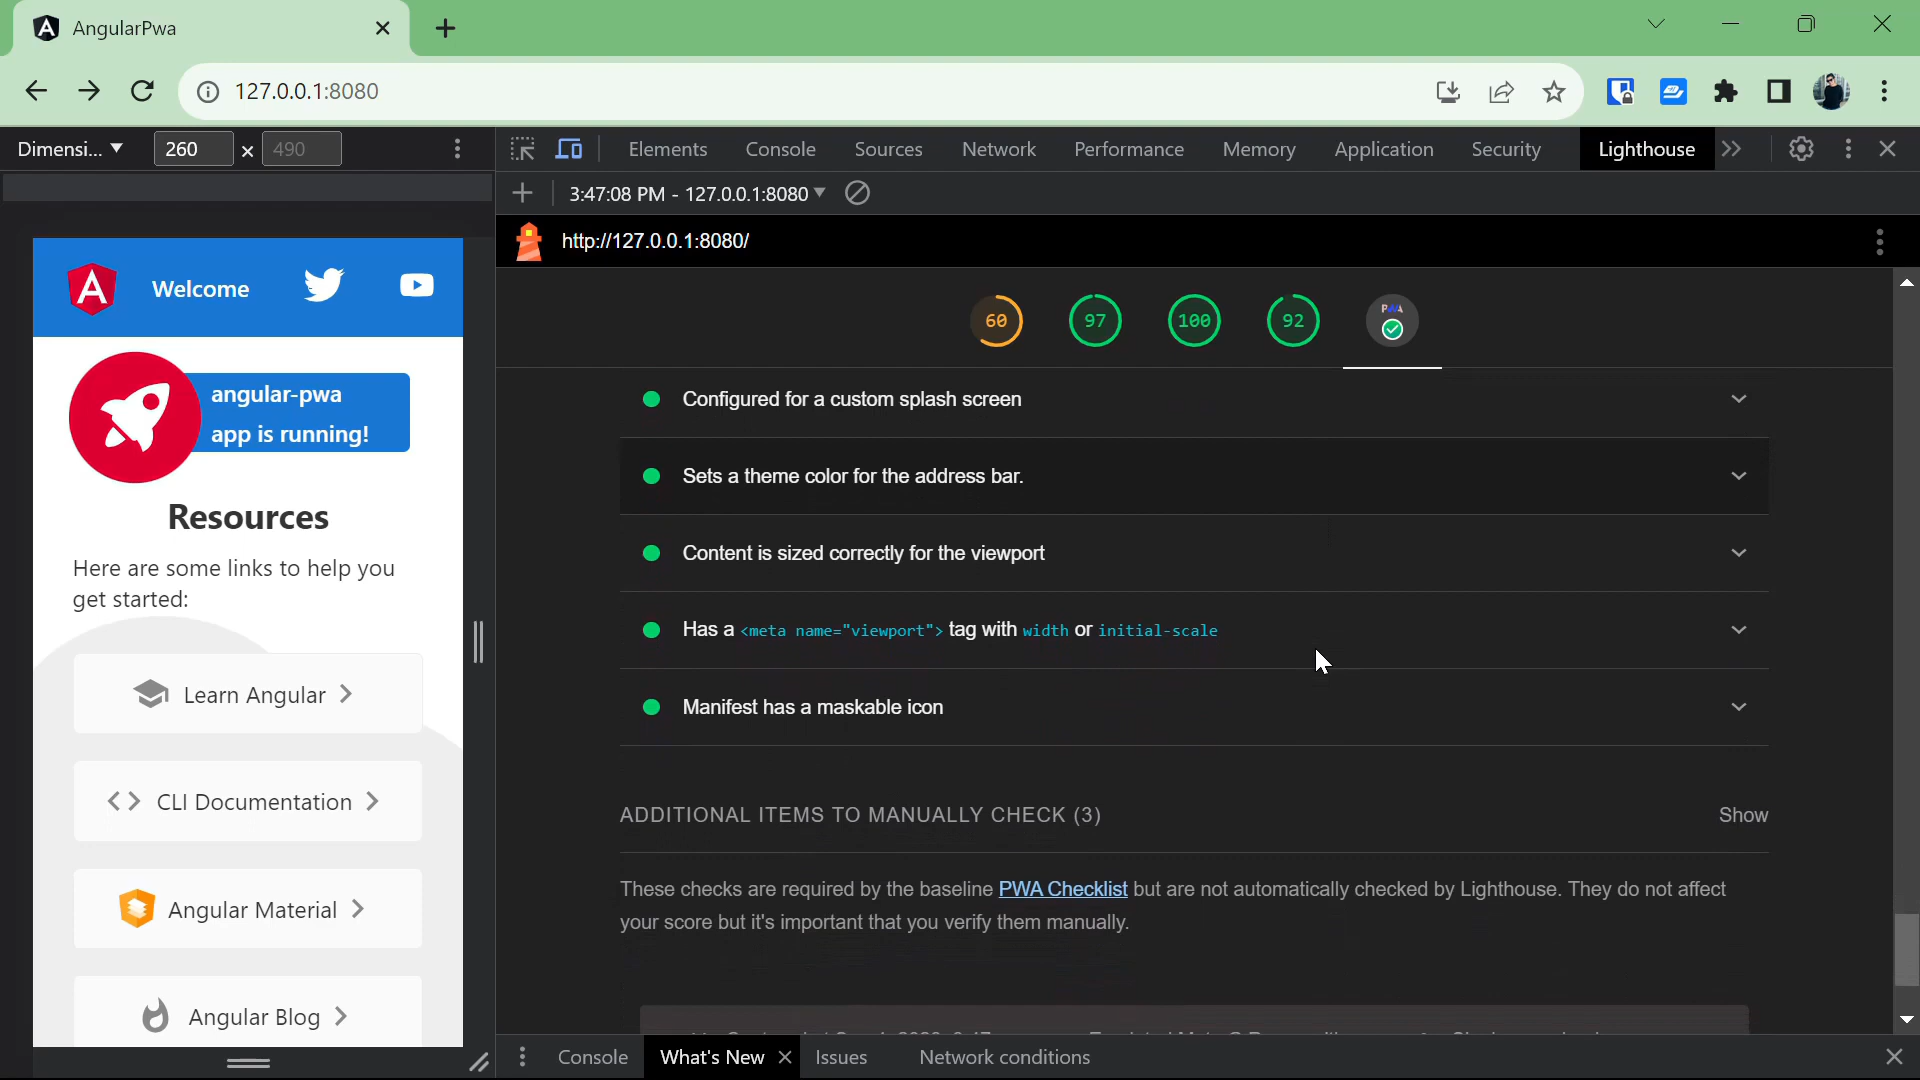 AngularPwa
127.0.0.1:8080
Dimensi... 260 × 490
Elements Console Sources Network Performance Memory Application Security Lighthouse
3:47:08 PM - 127.0.0.1:8080
http://127.0.0.1:8080/
Welcome
angular-pwa
app is running!
Resources
Here are some links to help you
get started:
Learn Angular
CLI Documentation
Angular Material
Angular Blog
60 97 100 92 PWA
Configured for a custom splash screen
Sets a theme color for the address bar.
Content is sized correctly for the viewport
Has a <meta name="viewport"> tag with width or initial-scale
Manifest has a maskable icon
ADDITIONAL ITEMS TO MANUALLY CHECK (3) Show
These checks are required by the baseline PWA Checklist but are not automatically checked by Lighthouse. They do not affect
your score but it's important that you verify them manually.
Console What's New Issues Network conditions